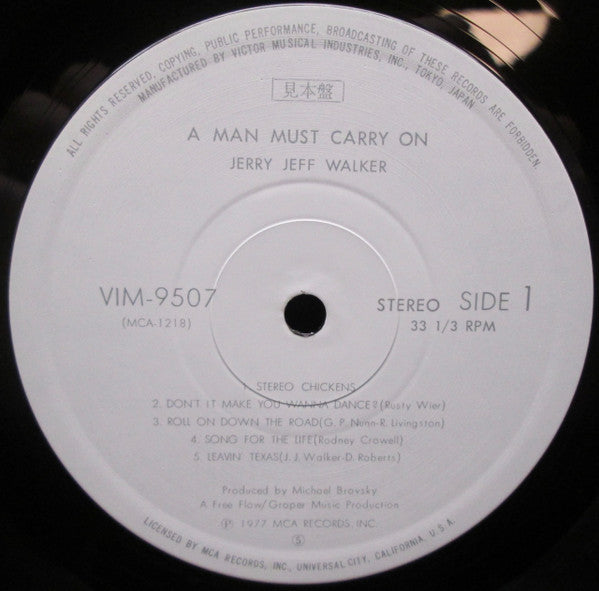 ALL RIGHTS RESERVED, COPYING, PUBLIC PERFORMANCE, BROADCASTING OF THESE RECORDS ARE FORBIDDEN.
MANUFACTURED BY VICTOR MUSICAL INDUSTRIES, INC., TOKYO, JAPAN
見本盤
A MAN MUST CARRY ON
JERRY JEFF WALKER
VIM-9507
(MCA-1218)
STEREO SIDE 1
33 1/3 RPM
1. STEREO CHICKENS
2. DON'T IT MAKE YOU WANNA DANCE?(Rusty Wier)
3. ROLL ON DOWN THE ROAD(G. P. Nunn-R. Livingston)
4. SONG FOR THE LIFE(Rodney Crowell)
5. LEAVIN' TEXAS(J. J. Walker-D. Roberts)
Produced by Michael Brovsky
A Free Flow/Groper Music Production
Ⓟ 1977 MCA RECORDS, INC.
Ⓢ
LICENSED BY MCA RECORDS, INC., UNIVERSAL CITY, CALIFORNIA, U.S.A.